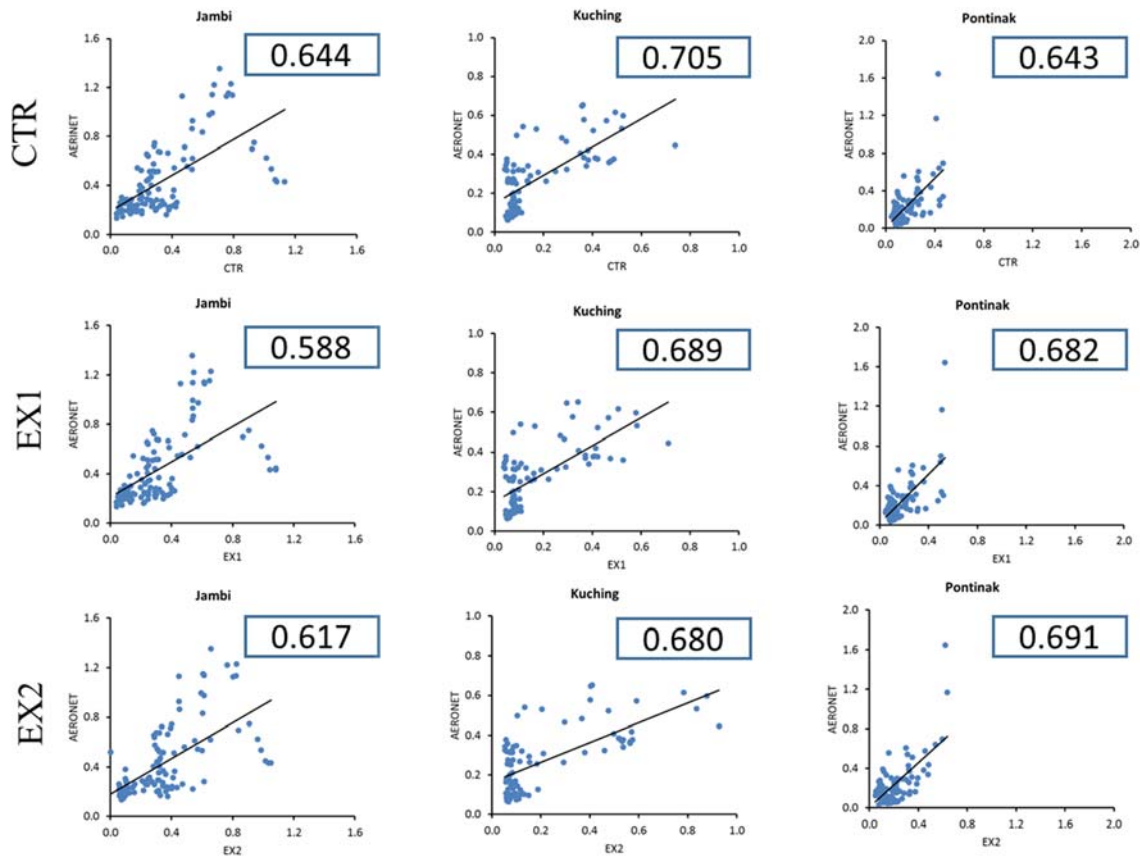 CTR
Jambi
0.644
AERINET
1.6
1.2
0.8
0.4
0.0
0.0 0.4 0.8 1.2 1.6
CTR
Kuching
0.705
AERONET
1.0
0.8
0.6
0.4
0.2
0.0
0.0 0.2 0.4 0.6 0.8 1.0
CTR
Pontinak
0.643
AERONET
2.0
1.6
1.2
0.8
0.4
0.0
0.0 0.4 0.8 1.2 1.6 2.0
CTR
EX1
Jambi
0.588
AERONET
1.6
1.2
0.8
0.4
0.0
0.0 0.4 0.8 1.2 1.6
EX1
Kuching
0.689
AERONET
1.0
0.8
0.6
0.4
0.2
0.0
0.0 0.2 0.4 0.6 0.8 1.0
EX1
Pontinak
0.682
AERONET
2.0
1.6
1.2
0.8
0.4
0.0
0.0 0.4 0.8 1.2 1.6 2.0
EX1
EX2
Jambi
0.617
AERONET
1.6
1.2
0.8
0.4
0.0
0.0 0.4 0.8 1.2 1.6
EX2
Kuching
0.680
AERONET
1.0
0.8
0.6
0.4
0.2
0.0
0.0 0.2 0.4 0.6 0.8 1.0
EX2
Pontinak
0.691
AERONET
2.0
1.6
1.2
0.8
0.4
0.0
0.0 0.4 0.8 1.2 1.6 2.0
EX2